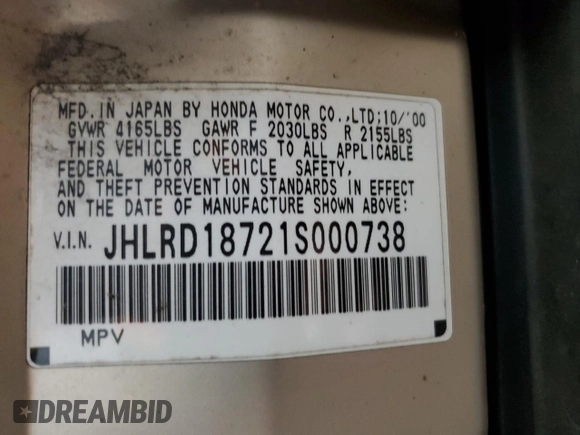 MFD. IN JAPAN BY HONDA MOTOR CO.,LTD;10/'00
GVWR 4165LBS GAWR F 2030LBS R 2155LBS
THIS VEHICLE CONFORMS TO ALL APPLICABLE
FEDERAL MOTOR VEHICLE SAFETY,
AND THEFT PREVENTION STANDARDS IN EFFECT
ON THE DATE OF MANUFACTURE SHOWN ABOVE:
V.I.N. JHLRD18721S000738
MPV
DREAMBID